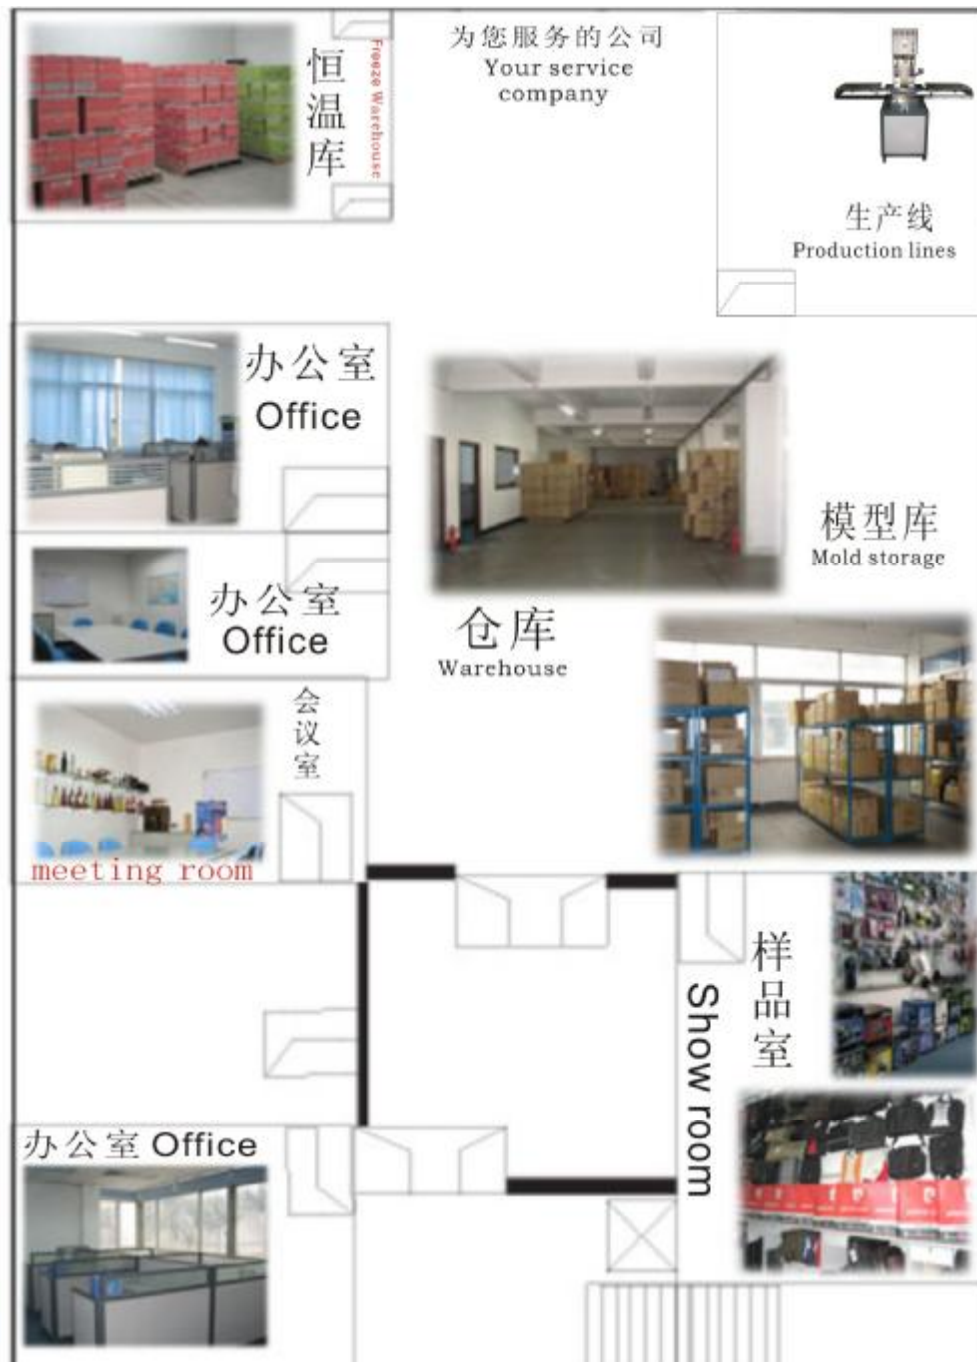 恒温库
Freeze Warehouse
为您服务的公司
Your service
company
生产线
Production lines
办公室
Office
办公室
Office
仓库
Warehouse
模型库
Mold storage
会议室
meeting room
样品室
Show room
办公室 Office